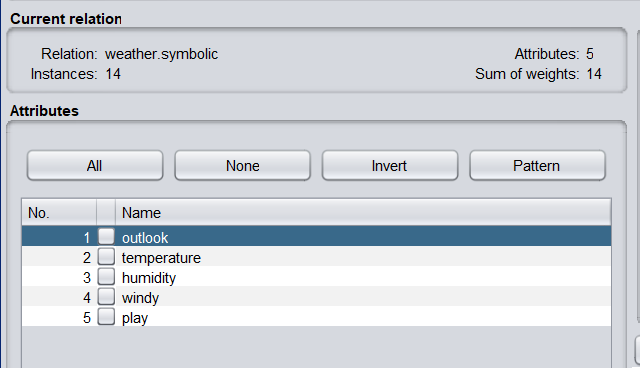 Current relation
Relation: weather.symbolic Attributes: 5
Instances: 14 Sum of weights: 14
Attributes
All None Invert Pattern
No. Name
1 outlook
2 temperature
3 humidity
4 windy
5 play